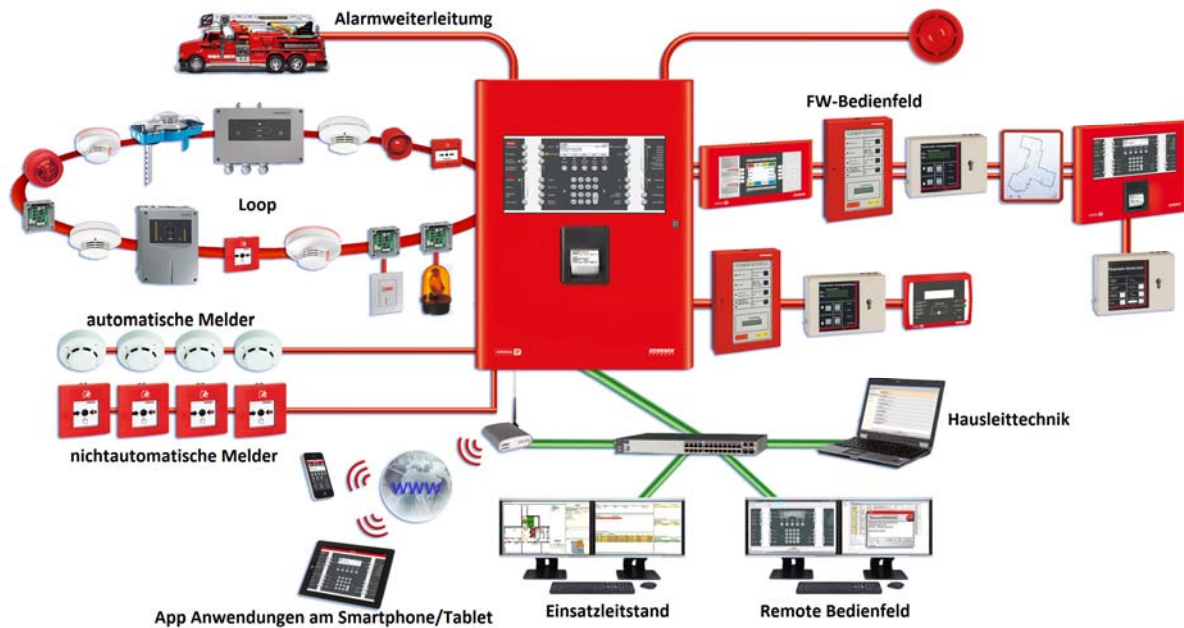 Alarmweiterleitung
FW-Bedienfeld
Loop
automatische Melder
nichtautomatische Melder
Hausleittechnik
www
Einsatzleitstand
Remote Bedienfeld
App Anwendungen am Smartphone/Tablet